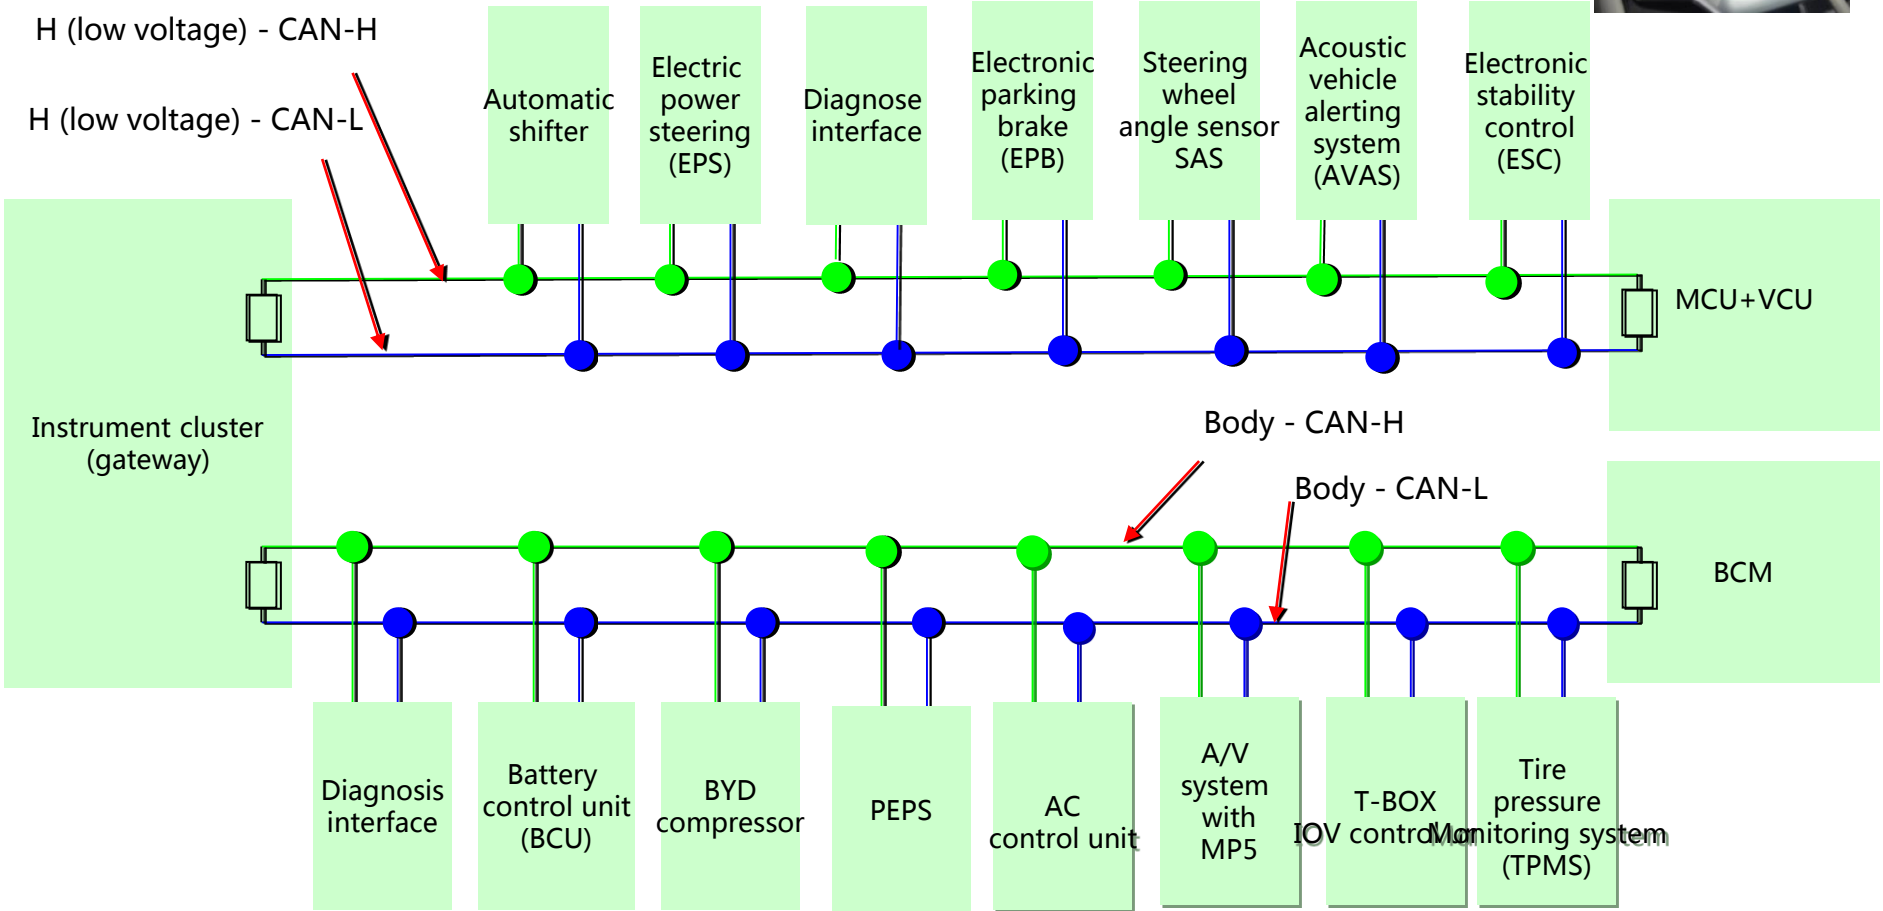 H (low voltage) - CAN-H
H (low voltage) - CAN-L
Automatic
shifter
Electric
power
steering
(EPS)
Diagnose
interface
Electronic
parking
brake
(EPB)
Steering
wheel
angle sensor
SAS
Acoustic
vehicle
alerting
system
(AVAS)
Electronic
stability
control
(ESC)
MCU+VCU
Instrument cluster
(gateway)
Body - CAN-H
Body - CAN-L
BCM
Diagnosis
interface
Battery
control unit
(BCU)
BYD
compressor
PEPS
AC
control unit
A/V
system
with
MP5
T-BOX
IOV control
Tire
pressure
Monitoring system
(TPMS)